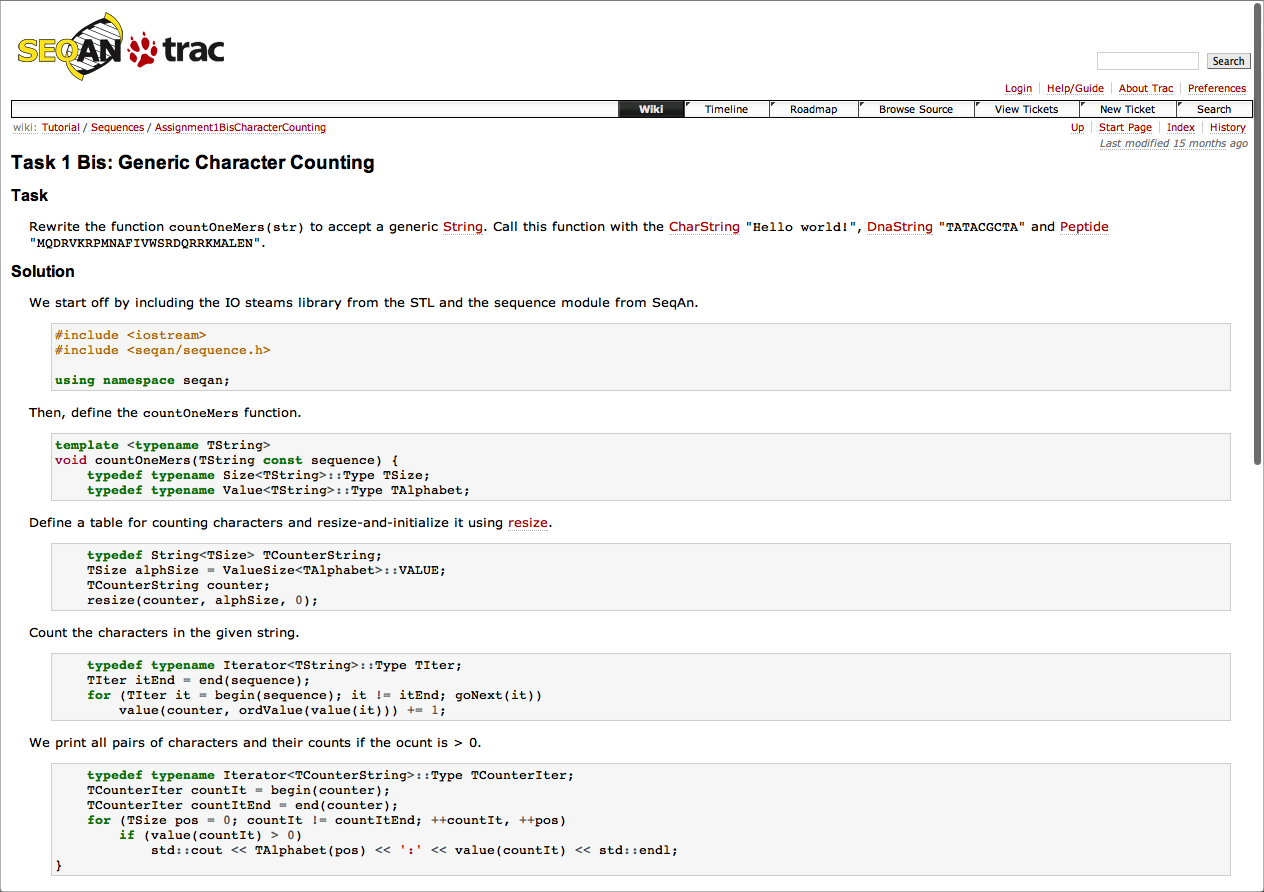 SEQAN trac
Search
Login Help/Guide About Trac Preferences
Wiki Timeline Roadmap Browse Source View Tickets New Ticket Search
wiki: Tutorial / Sequences / Assignment1BisCharacterCounting
Up Start Page Index History
Last modified 15 months ago
Task 1 Bis: Generic Character Counting
Task
Rewrite the function countOneMers(str) to accept a generic String. Call this function with the CharString "Hello world!", DnaString "TATACGCTA" and Peptide
"MQDRVKRPMNAFIVWSRDQRRKMALEN".
Solution
We start off by including the IO steams library from the STL and the sequence module from SeqAn.
#include <iostream>
#include <seqan/sequence.h>
using namespace seqan;
Then, define the countOneMers function.
template <typename TString>
void countOneMers(TString const sequence) {
    typedef typename Size<TString>::Type TSize;
    typedef typename Value<TString>::Type TAlphabet;
Define a table for counting characters and resize-and-initialize it using resize.
    typedef String<TSize> TCounterString;
    TSize alphSize = ValueSize<TAlphabet>::VALUE;
    TCounterString counter;
    resize(counter, alphSize, 0);
Count the characters in the given string.
    typedef typename Iterator<TString>::Type TIter;
    TIter itEnd = end(sequence);
    for (TIter it = begin(sequence); it != itEnd; goNext(it))
        value(counter, ordValue(value(it))) += 1;
We print all pairs of characters and their counts if the ocunt is > 0.
    typedef typename Iterator<TCounterString>::Type TCounterIter;
    TCounterIter countIt = begin(counter);
    TCounterIter countItEnd = end(counter);
    for (TSize pos = 0; countIt != countItEnd; ++countIt, ++pos)
        if (value(countIt) > 0)
            std::cout << TAlphabet(pos) << ':' << value(countIt) << std::endl;
}